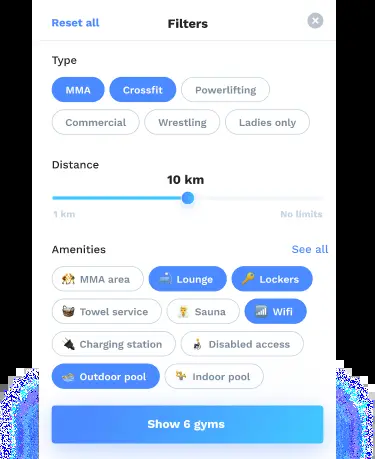 Reset all Filters
Type
MMA Crossfit Powerlifting
Commercial Wrestling Ladies only
Distance
10 km
1 km No limits
Amenities See all
MMA area Lounge Lockers
Towel service Sauna Wifi
Charging station Disabled access
Outdoor pool Indoor pool
Show 6 gyms